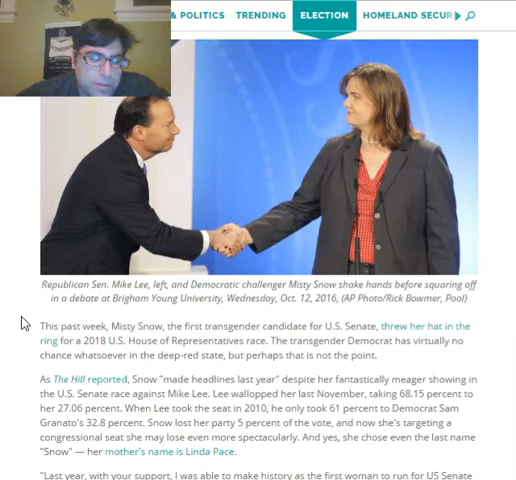 & POLITICS TRENDING ELECTION HOMELAND SECUR
Republican Sen. Mike Lee, left, and Democratic challenger Misty Snow shake hands before squaring off
in a debate at Brigham Young University, Wednesday, Oct. 12, 2016, (AP Photo/Rick Bowmer, Pool)
This past week, Misty Snow, the first transgender candidate for U.S. Senate, threw her hat in the
ring for a 2018 U.S. House of Representatives race. The transgender Democrat has virtually no
chance whatsoever in the deep-red state, but perhaps that is not the point.
As The Hill reported, Snow "made headlines last year" despite her fantastically meager showing in
the U.S. Senate race against Mike Lee. Lee walloped her last November, taking 68.15 percent to
her 27.06 percent. When Lee took the seat in 2010, he only took 61 percent to Democrat Sam
Granato's 32.8 percent. Snow lost her party 5 percent of the vote, and now she's targeting a
congressional seat she may lose even more spectacularly. And yes, she chose even the last name
"Snow" — her mother's name is Linda Pace.
"Last year, with your support, I was able to make history as the first woman to run for US Senate